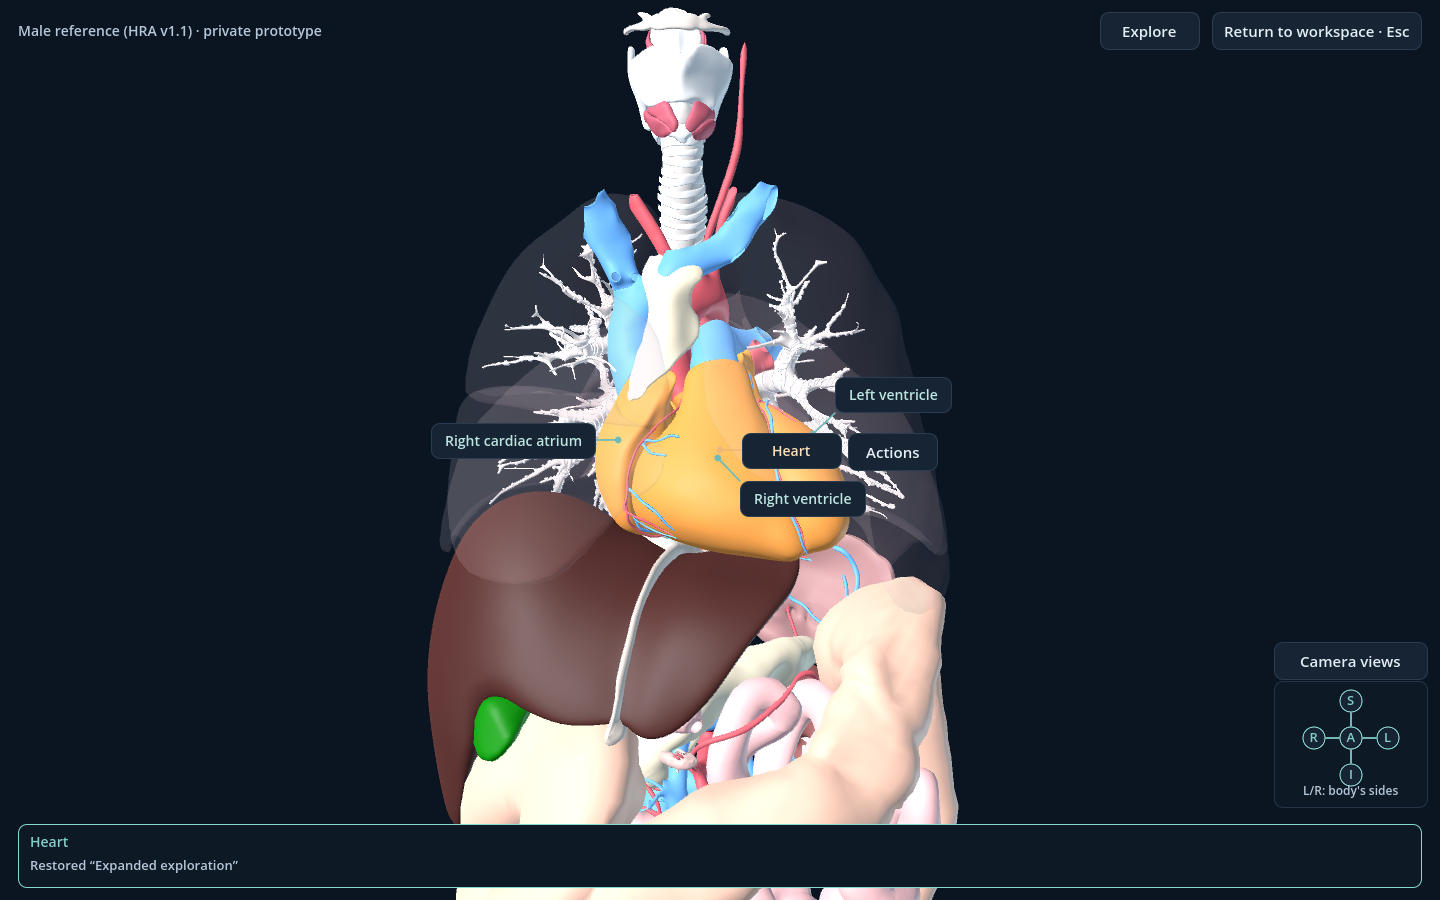 Male reference (HRA v1.1) · private prototype
Explore
Return to workspace · Esc
Left ventricle
Right cardiac atrium
Heart
Actions
Right ventricle
Camera views
S
R
A
L
I
L/R: body's sides
Heart
Restored “Expanded exploration”